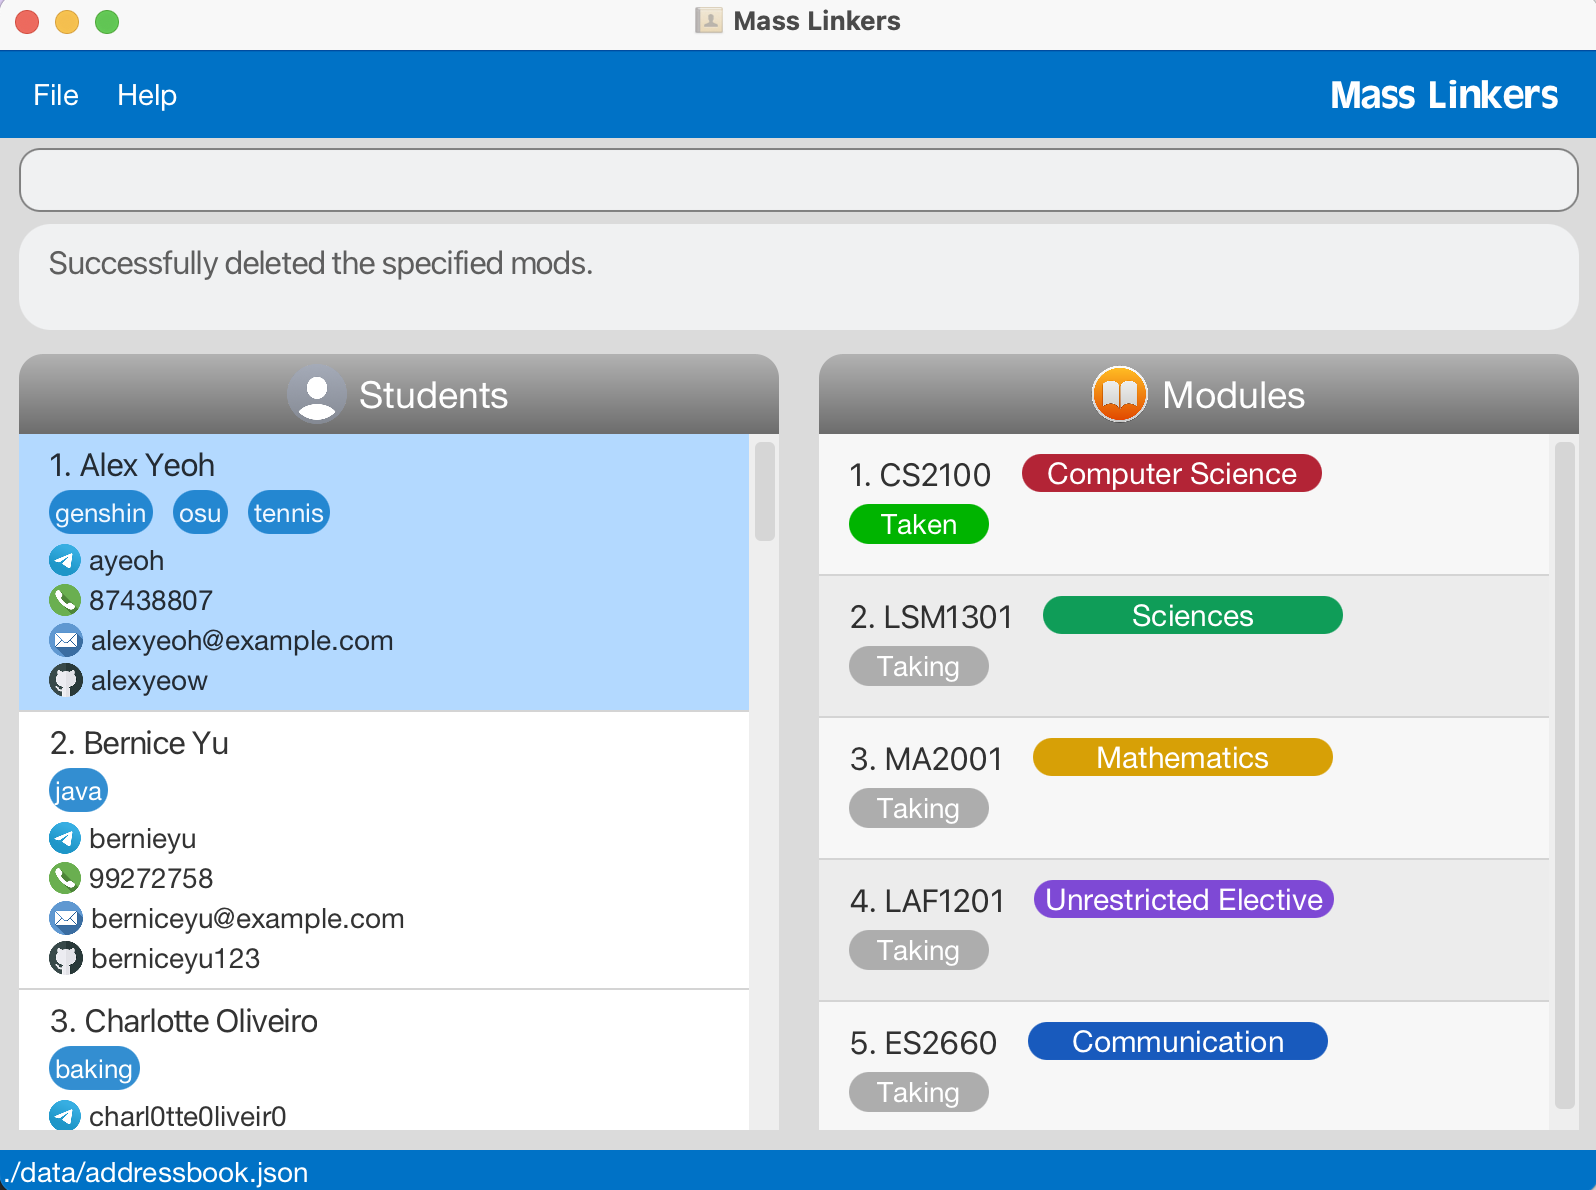 Mass Linkers
File Help Mass Linkers
Successfully deleted the specified mods.
Students
1. Alex Yeoh
genshin osu tennis
ayeoh
87438807
alexyeoh@example.com
alexyeow
2. Bernice Yu
java
bernieyu
99272758
berniceyu@example.com
berniceyu123
3. Charlotte Oliveiro
baking
charl0tte0liveir0
Modules
1. CS2100 Computer Science
Taken
2. LSM1301 Sciences
Taking
3. MA2001 Mathematics
Taking
4. LAF1201 Unrestricted Elective
Taking
5. ES2660 Communication
Taking
./data/addressbook.json